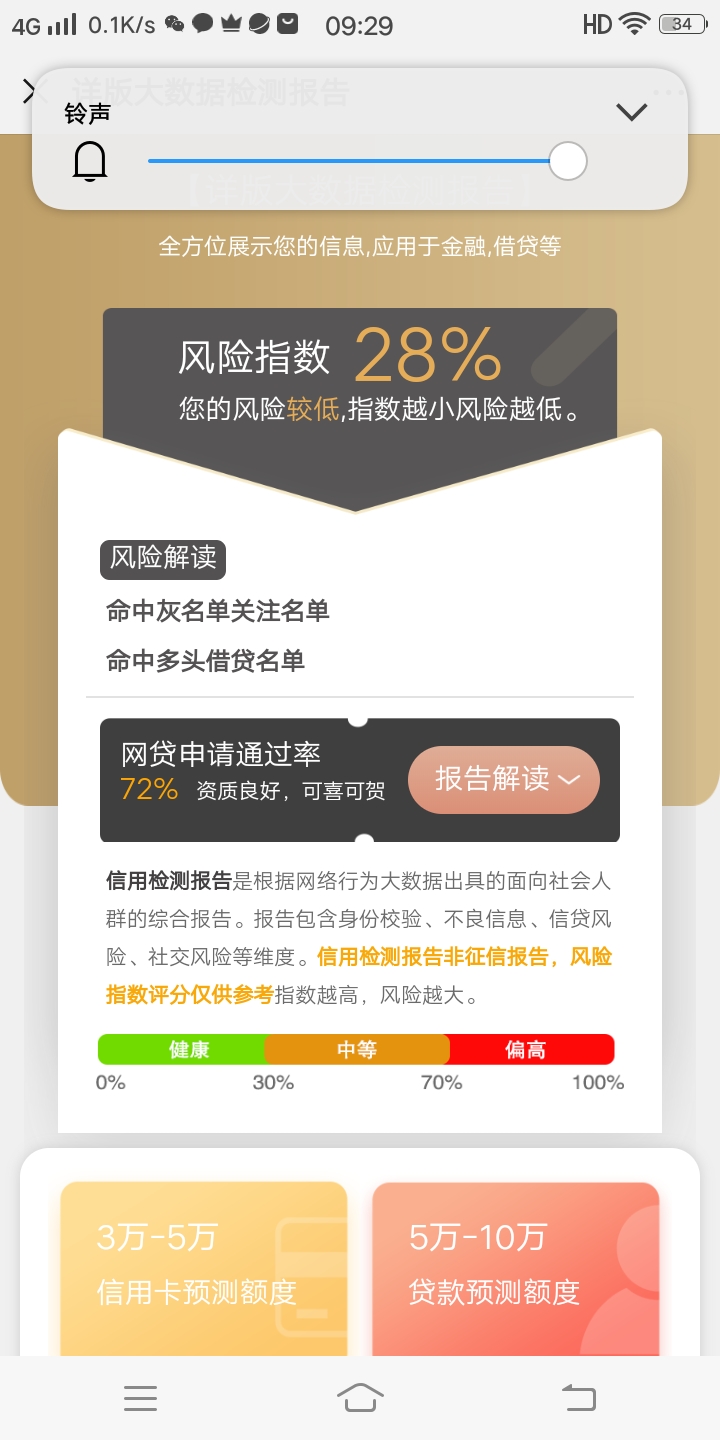 4G 0.1K/s 09:29 HD 34
详版大数据检测报告
铃声
【详版大数据检测报告】
全方位展示您的信息,应用于金融,借贷等
风险指数 28%
您的风险较低,指数越小风险越低。
风险解读
命中灰名单关注名单
命中多头借贷名单
网贷申请通过率
72% 资质良好，可喜可贺
报告解读
信用检测报告是根据网络行为大数据出具的面向社会人
群的综合报告。报告包含身份校验、不良信息、信贷风
险、社交风险等维度。信用检测报告非征信报告，风险
指数评分仅供参考指数越高，风险越大。
健康 中等 偏高
0% 30% 70% 100%
3万-5万
信用卡预测额度
5万-10万
贷款预测额度